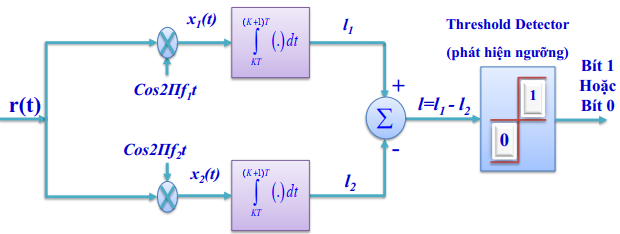 x₁(t)
(K+1)T
∫ (.) dt
KT
l₁
Cos2Πf₁t
r(t)
Cos2Πf₂t
x₂(t)
(K+1)T
∫ (.) dt
KT
l₂
+
Σ
-
l=l₁ - l₂
Threshold Detector
(phát hiện ngưỡng)
1
0
Bít 1
Hoặc
Bít 0